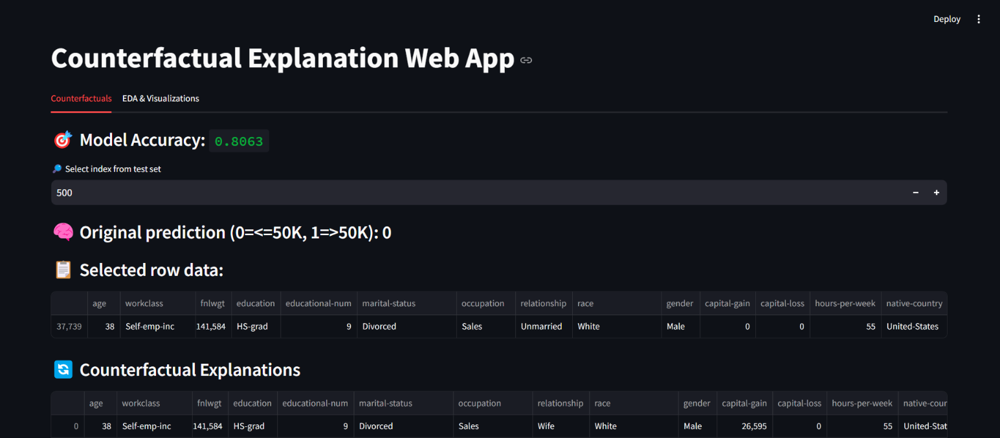 Deploy
Counterfactual Explanation Web App
Counterfactuals EDA & Visualizations
Model Accuracy: 0.8063
Select index from test set
500 − +
Original prediction (0=<=50K, 1=>50K): 0
Selected row data:
age workclass fnlwgt education educational-num marital-status occupation relationship race gender capital-gain capital-loss hours-per-week native-country
37,739 38 Self-emp-inc 141,584 HS-grad 9 Divorced Sales Unmarried White Male 0 0 55 United-States
Counterfactual Explanations
age workclass fnlwgt education educational-num marital-status occupation relationship race gender capital-gain capital-loss hours-per-week native-cour
0 38 Self-emp-inc 141,584 HS-grad 9 Divorced Sales Wife White Male 26,595 0 55 United-Stat